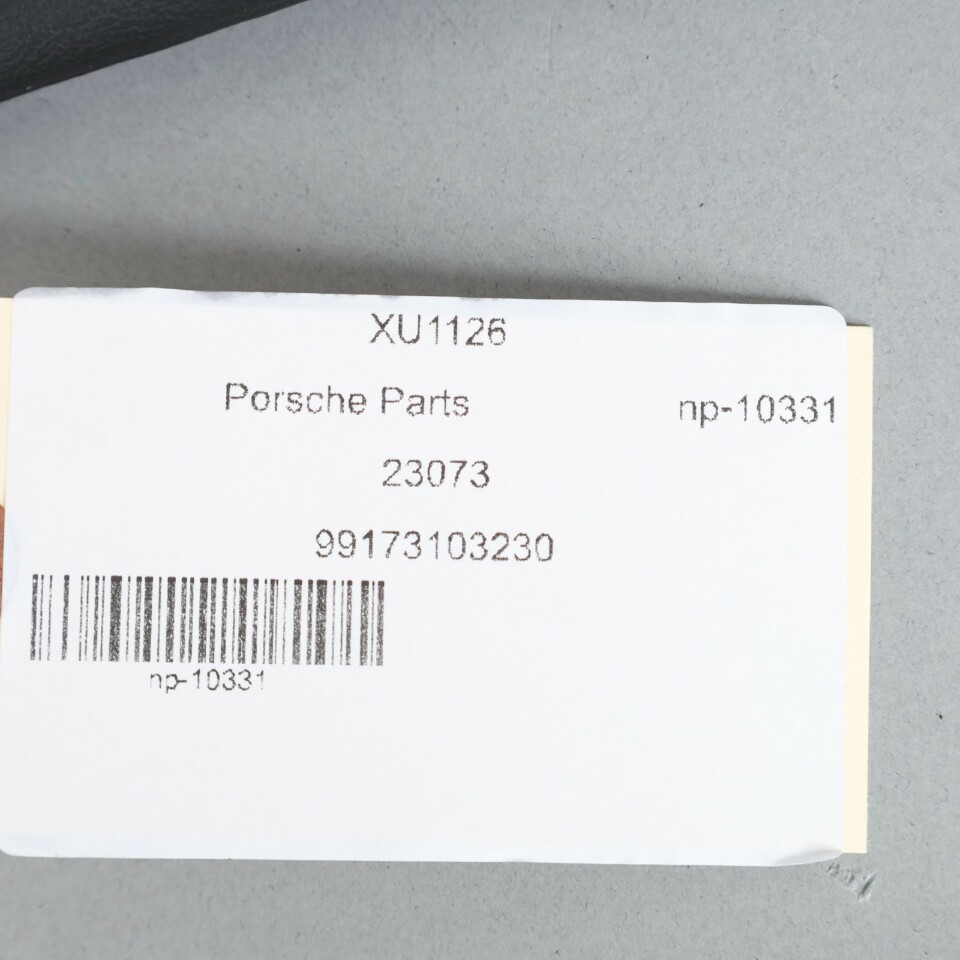 XU1126
Porsche Parts np-10331
23073
99173103230
np-10331